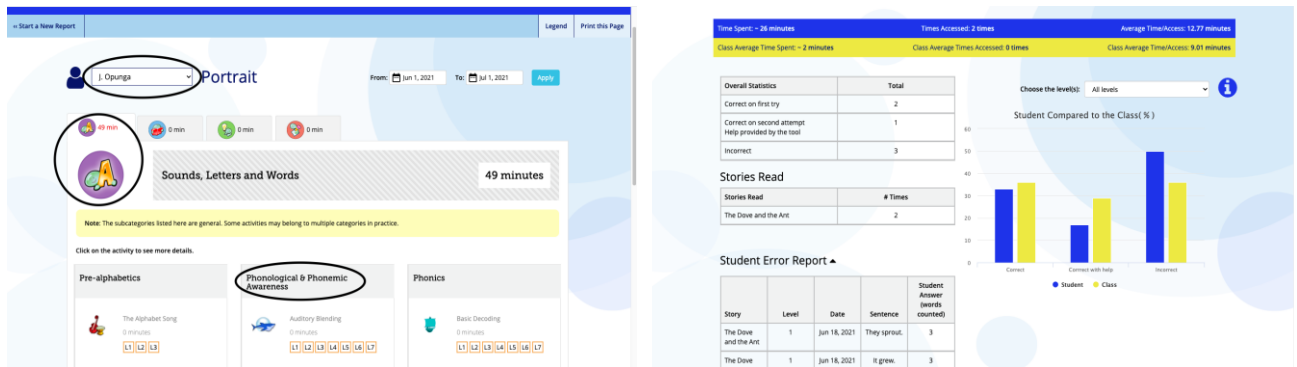 « Start a New Report
Legend
Print this Page
J. Opunga
Portrait
From: Jun 1, 2021
To: Jul 1, 2021
Apply
49 min
0 min
0 min
0 min
Sounds, Letters and Words
49 minutes
Note: The subcategories listed here are general. Some activities may belong to multiple categories in practice.
Click on the activity to see more details.
Pre-alphabetics
The Alphabet Song
0 minutes
L1 L2 L3
Phonological & Phonemic
Awareness
Auditory Blending
0 minutes
L1 L2 L3 L4 L5 L6 L7
Phonics
Basic Decoding
0 minutes
L1 L2 L3 L4 L5 L6 L7
Time Spent: ~ 26 minutes
Times Accessed: 2 times
Average Time/Access: 12.77 minutes
Class Average Time Spent: ~ 2 minutes
Class Average Times Accessed: 0 times
Class Average Time/Access: 9.01 minutes
Overall Statistics
Total
Correct on first try
2
Correct on second attempt
Help provided by the tool
1
Incorrect
3
Stories Read
Stories Read
# Times
The Dove and the Ant
2
Choose the level(s):
All levels
Student Compared to the Class( % )
60
50
40
30
20
10
0
Correct
Correct with help
Incorrect
Student
Class
Student Error Report
Story
Level
Date
Sentence
Student
Answer
(words
counted)
The Dove
and the Ant
1
Jun 18, 2021
They sprout.
3
The Dove
1
Jun 18, 2021
It grew.
3